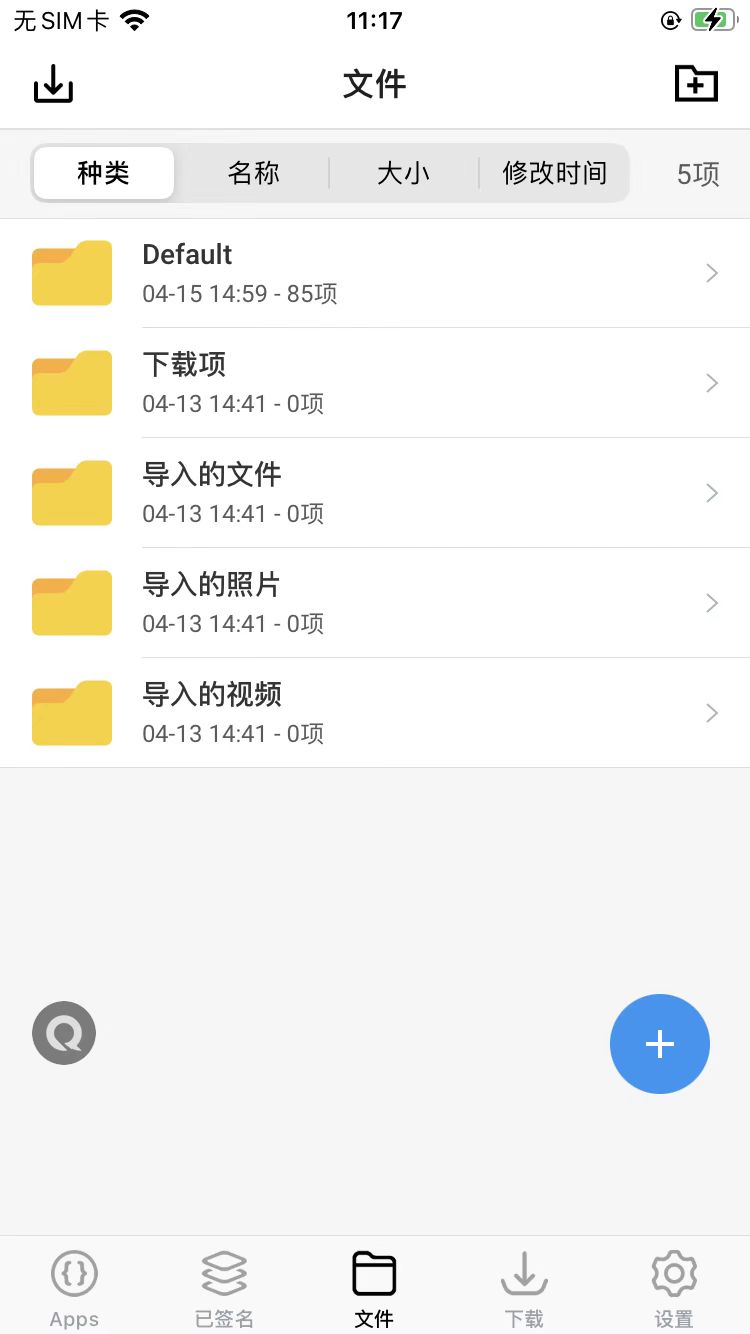 无SIM卡 11:17
文件
种类 名称 大小 修改时间 5项
Default
04-15 14:59 - 85项
下载项
04-13 14:41 - 0项
导入的文件
04-13 14:41 - 0项
导入的照片
04-13 14:41 - 0项
导入的视频
04-13 14:41 - 0项
Apps 已签名 文件 下载 设置